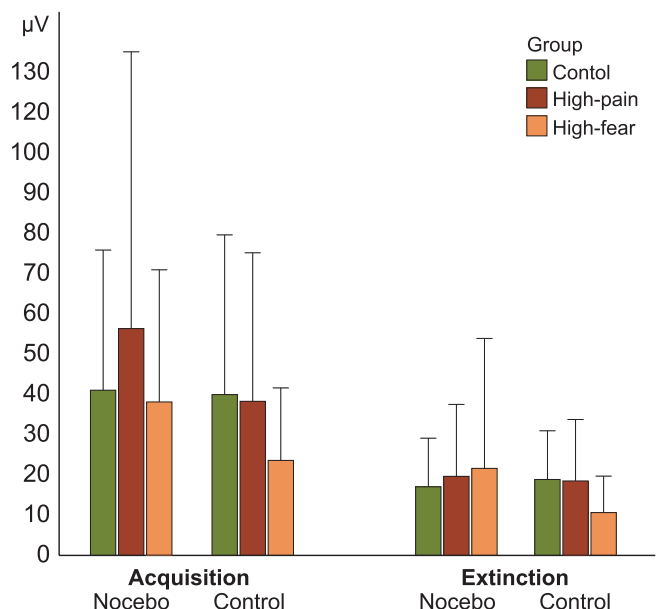 µV
Group
Contol
High-pain
High-fear
130
120
100
90
80
70
60
50
40
30
20
10
0
Acquisition Extinction
Nocebo Control Nocebo Control